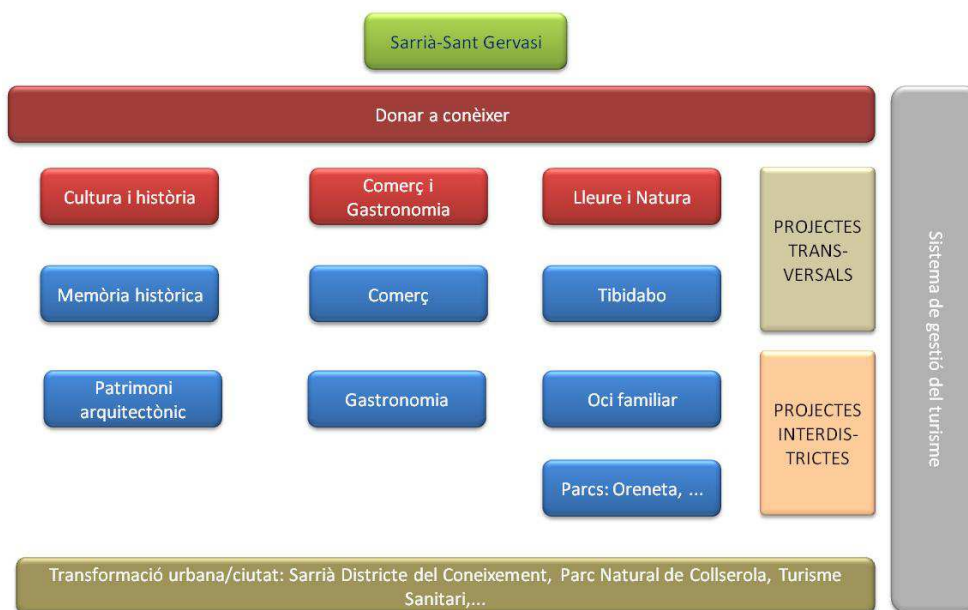 Sarrià-Sant Gervasi
Donar a conèixer
Cultura i història
Comerç i
Gastronomia
Lleure i Natura
PROJECTES
TRANS-
VERSALS
Memòria històrica
Comerç
Tibidabo
Patrimoni
arquitectònic
Gastronomia
Oci familiar
PROJECTES
INTERDIS-
TRICTES
Parcs: Oreneta, ...
Sistema de gestió del turisme
Transformació urbana/ciutat: Sarrià Districte del Coneixement, Parc Natural de Collserola, Turisme
Sanitari,...